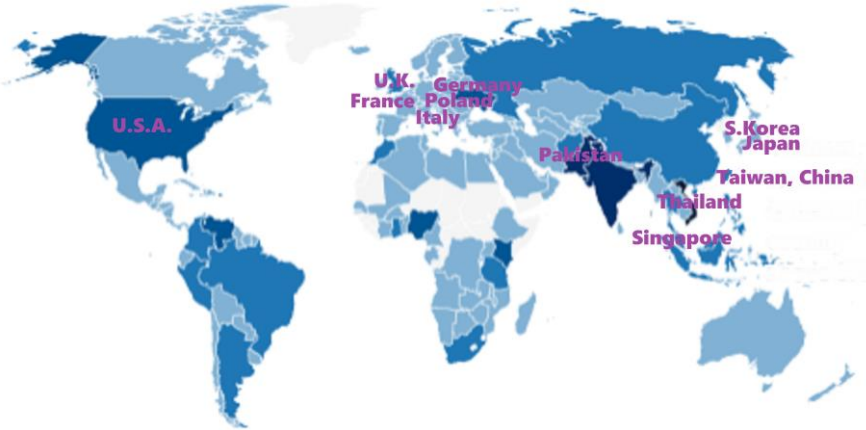 U.K.
Germany
France
Poland
Italy
U.S.A.
S.Korea
Japan
Pakistan
Taiwan, China
Thailand
Singapore